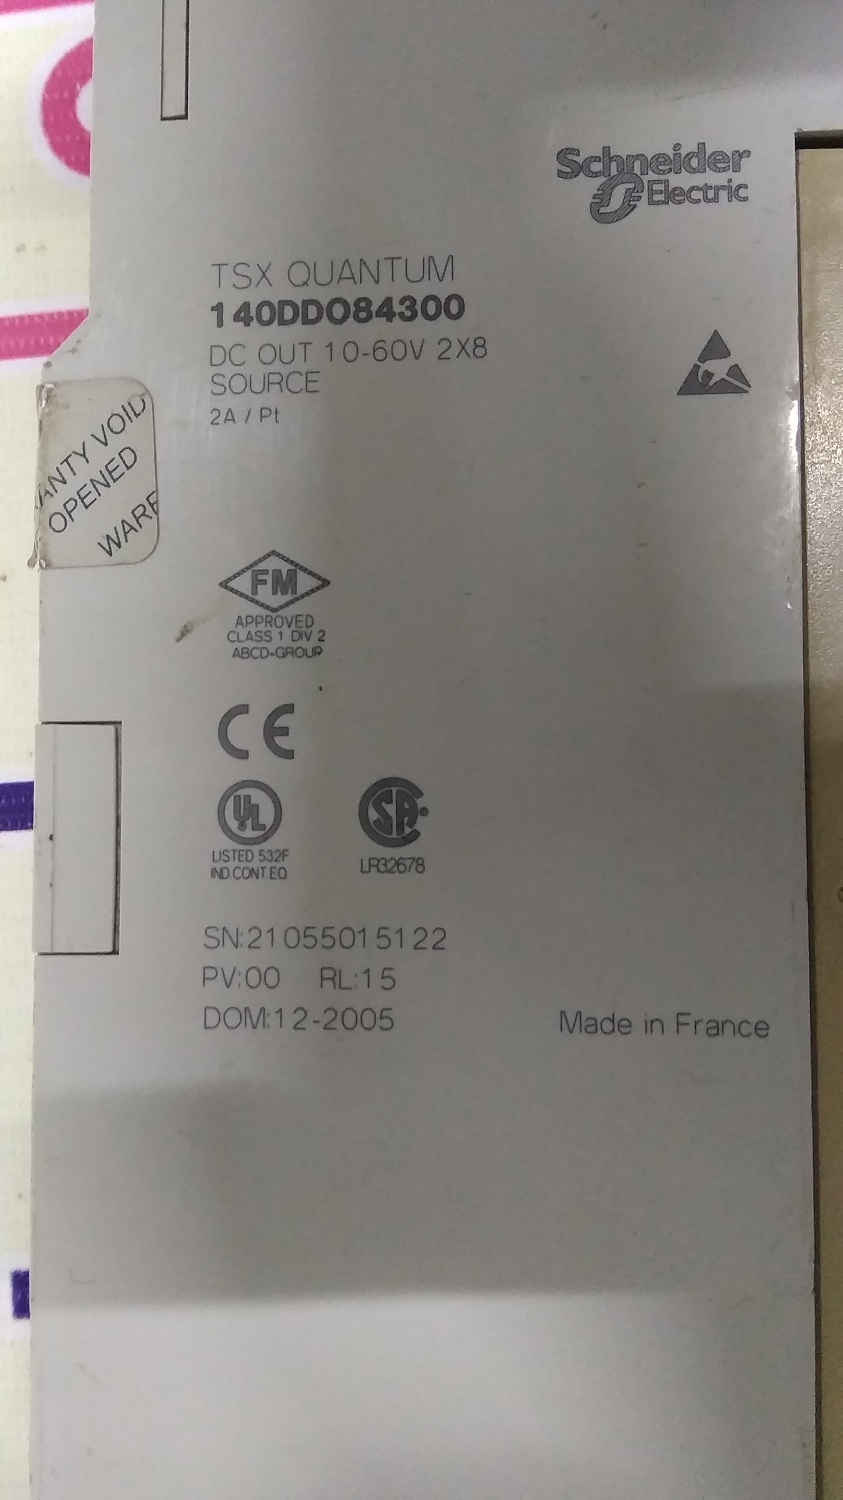 Schneider
Electric
TSX QUANTUM
140DDO84300
DC OUT 10-60V 2X8
SOURCE
2A / Pt
ANTY VOID
OPENED
WARR
FM
APPROVED
CLASS 1 DIV 2
ABCD-GROUP
CE
UL
LISTED 532F
IND.CONT.EQ.
SA
LR32678
SN:21055015122
PV:00 RL:15
DOM:12-2005
Made in France